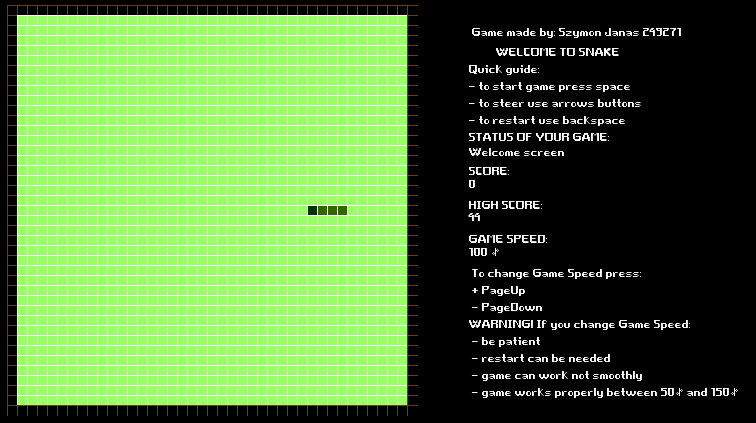 Game made by: Szymon Janas 249271
WELCOME TO SNAKE
Quick guide:
- to start game press space
- to steer use arrows buttons
- to restart use backspace
STATUS OF YOUR GAME:
Welcome screen
SCORE:
0
HIGH SCORE:
44
GAME SPEED:
100 %
To change Game Speed press:
+ PageUp
- PageDown
WARNING! If you change Game Speed:
- be patient
- restart can be needed
- game can work not smoothly
- game works properly between 50% and 150%